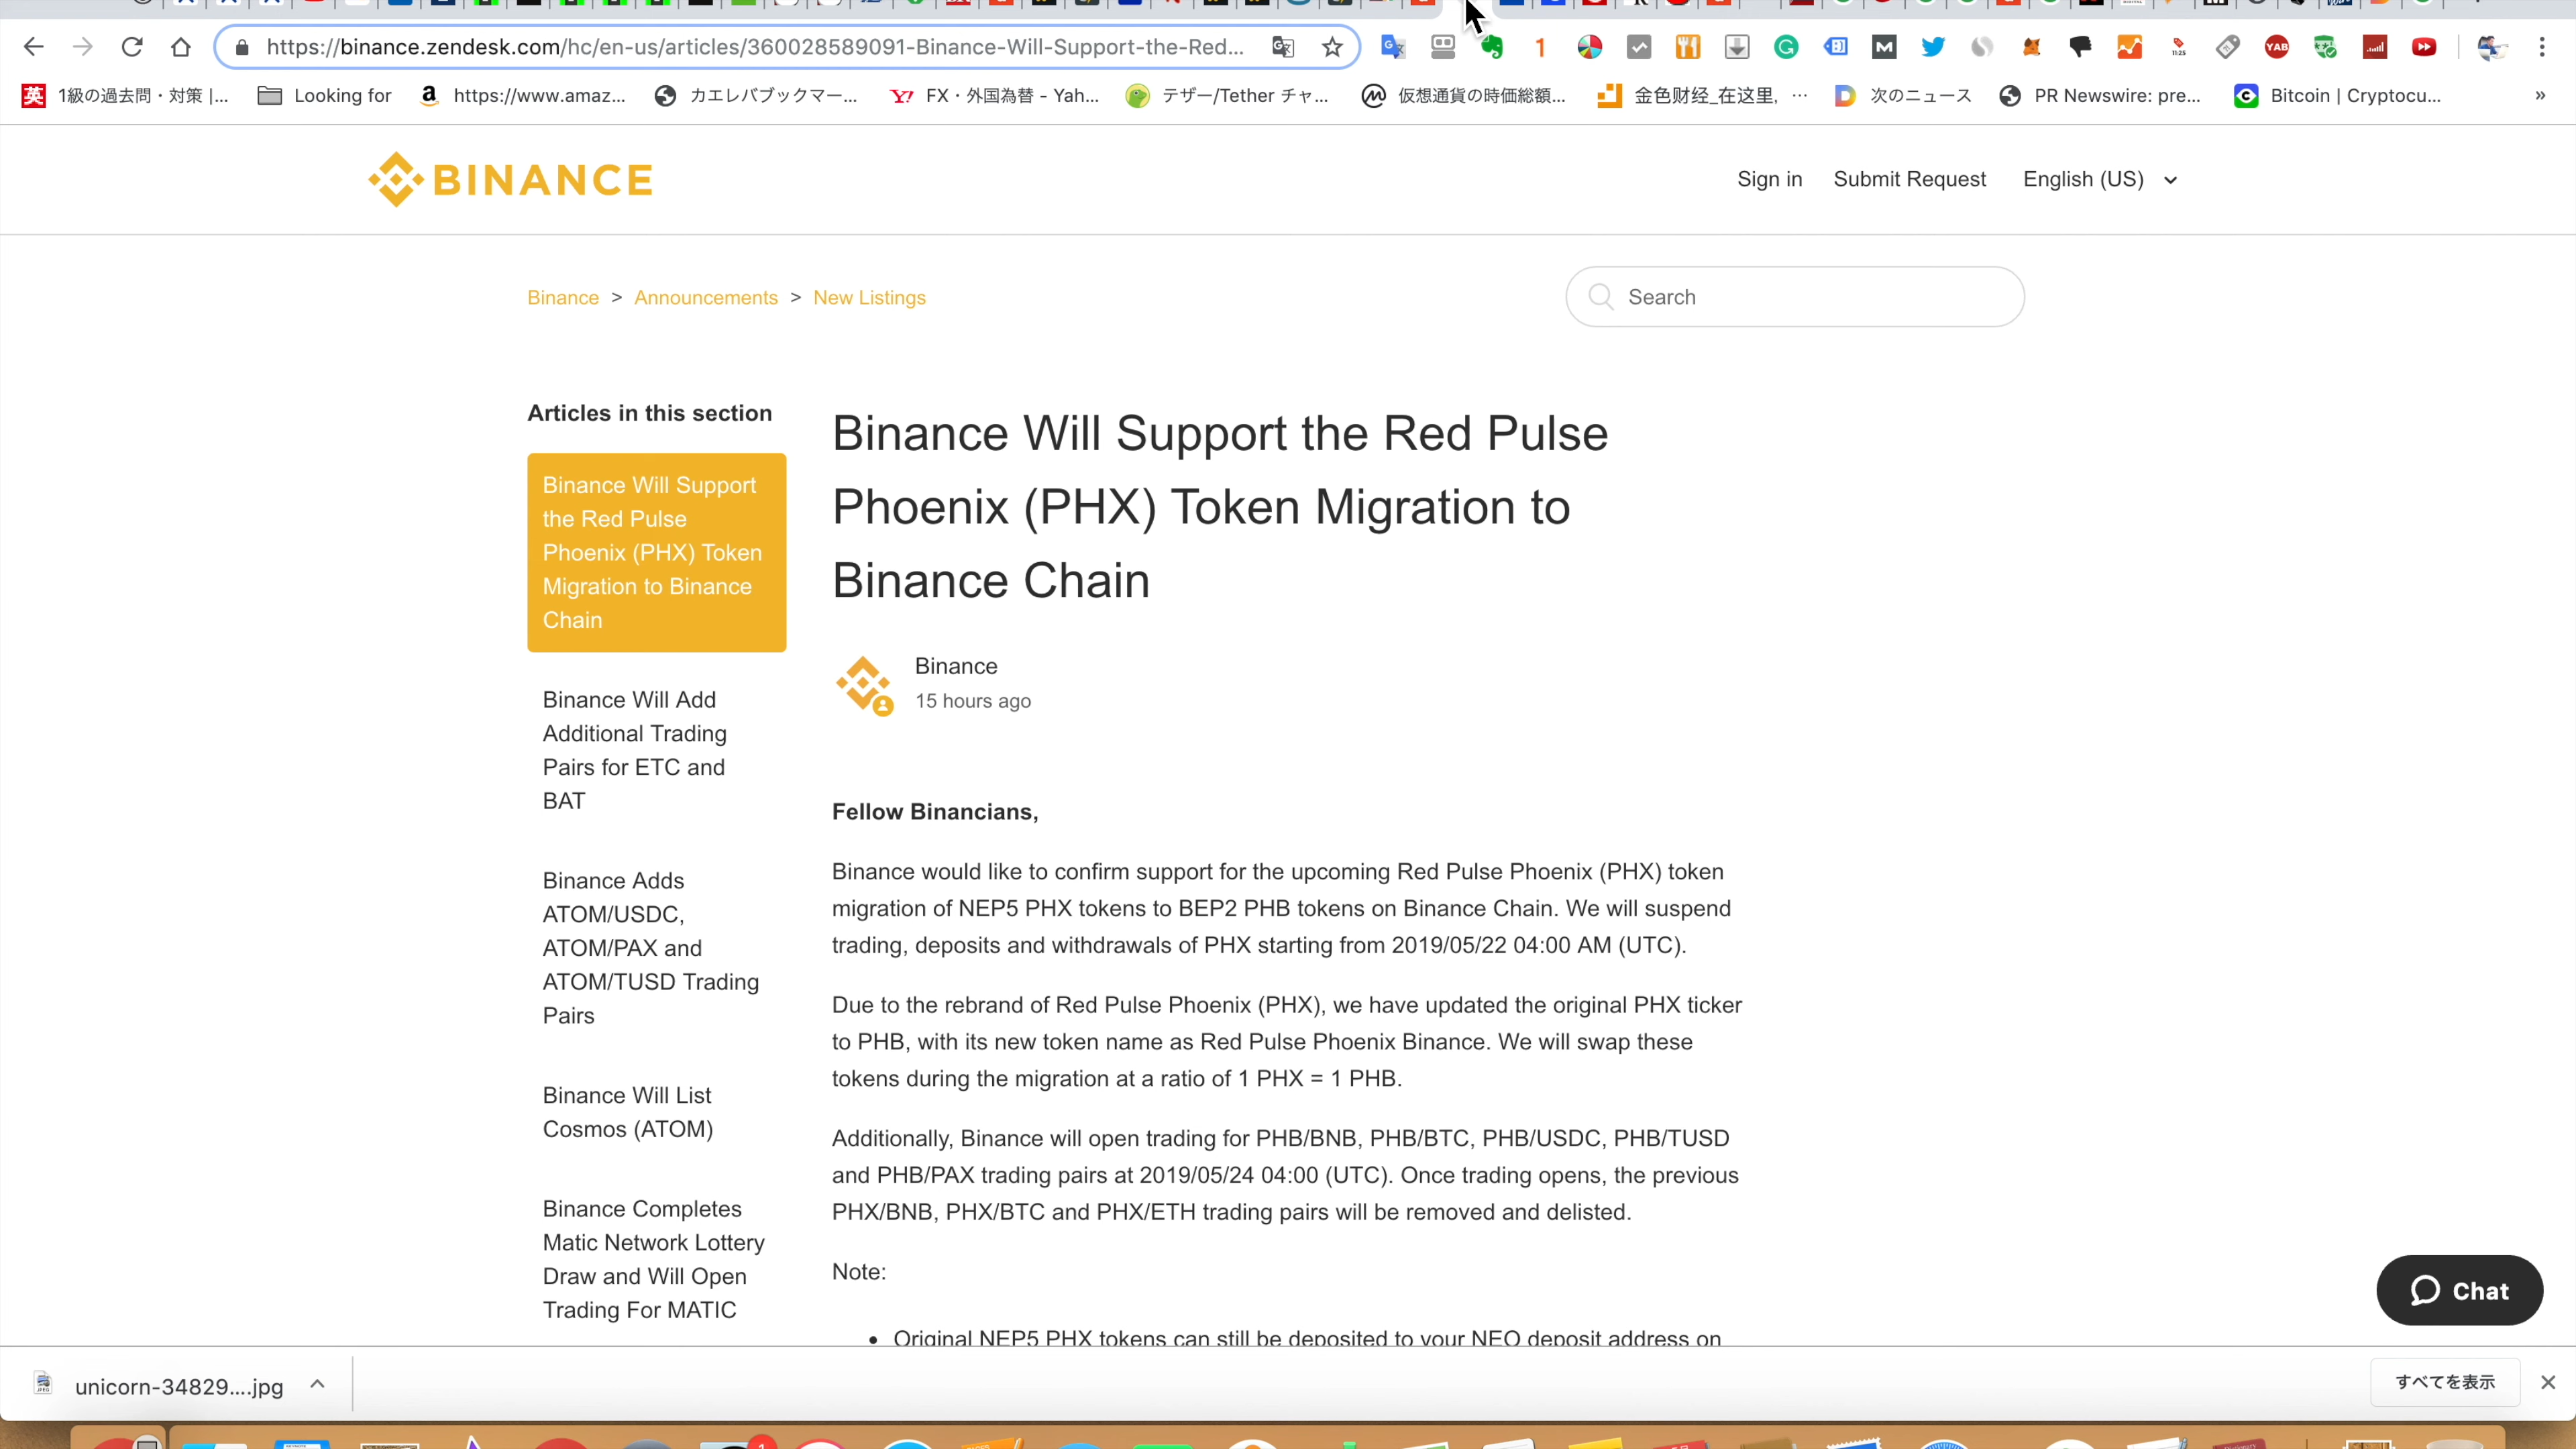 https://binance.zendesk.com/hc/en-us/articles/360028589091-Binance-Will-Support-the-Red...
英 1級の過去問・対策 |... Looking for https://www.amaz... カエレバブックマー... FX・外国為替 - Yah... テザー/Tether チャ... 仮想通貨の時価総額... 金色财经_在这里, ... 次のニュース PR Newswire: pre... Bitcoin | Cryptocu... »
BINANCE
Sign in Submit Request English (US)
Binance > Announcements > New Listings
Search
Articles in this section
Binance Will Support
the Red Pulse
Phoenix (PHX) Token
Migration to Binance
Chain
Binance Will Add
Additional Trading
Pairs for ETC and
BAT
Binance Adds
ATOM/USDC,
ATOM/PAX and
ATOM/TUSD Trading
Pairs
Binance Will List
Cosmos (ATOM)
Binance Completes
Matic Network Lottery
Draw and Will Open
Trading For MATIC
Binance Will Support the Red Pulse
Phoenix (PHX) Token Migration to
Binance Chain
Binance
15 hours ago
Fellow Binancians,
Binance would like to confirm support for the upcoming Red Pulse Phoenix (PHX) token
migration of NEP5 PHX tokens to BEP2 PHB tokens on Binance Chain. We will suspend
trading, deposits and withdrawals of PHX starting from 2019/05/22 04:00 AM (UTC).
Due to the rebrand of Red Pulse Phoenix (PHX), we have updated the original PHX ticker
to PHB, with its new token name as Red Pulse Phoenix Binance. We will swap these
tokens during the migration at a ratio of 1 PHX = 1 PHB.
Additionally, Binance will open trading for PHB/BNB, PHB/BTC, PHB/USDC, PHB/TUSD
and PHB/PAX trading pairs at 2019/05/24 04:00 (UTC). Once trading opens, the previous
PHX/BNB, PHX/BTC and PHX/ETH trading pairs will be removed and delisted.
Note:
• Original NEP5 PHX tokens can still be deposited to your NEO deposit address on
Chat
unicorn-34829....jpg
すべてを表示